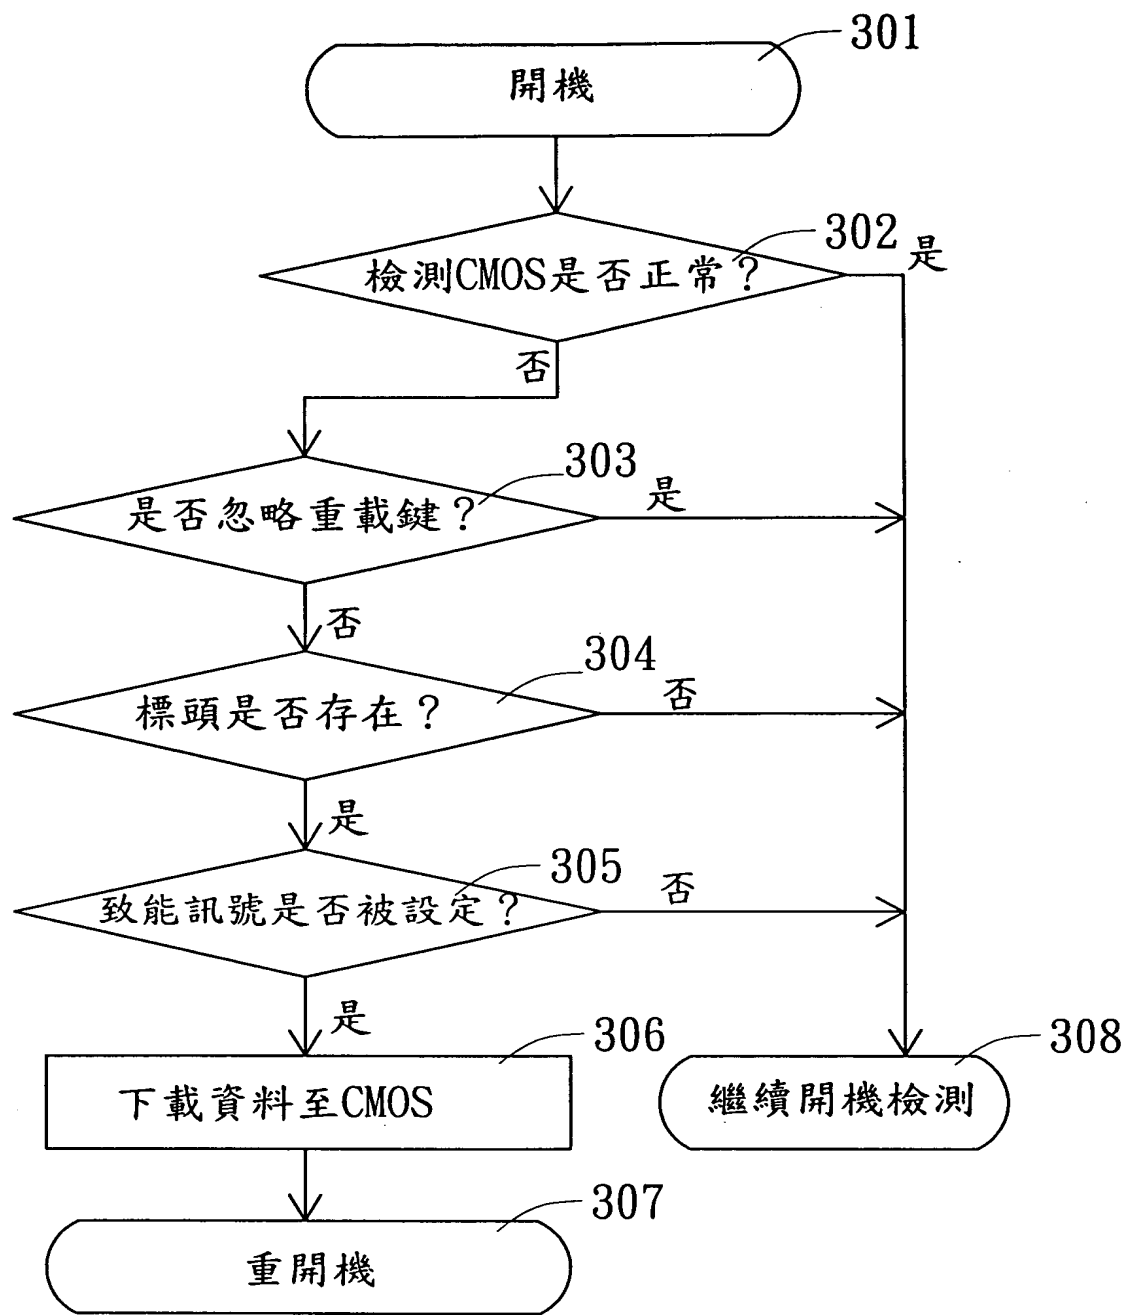 301
開機
302
是
檢測CMOS是否正常？
否
303
是
是否忽略重載鍵？
否
304
否
標頭是否存在？
是
305
否
致能訊號是否被設定？
是
306
308
下載資料至CMOS
繼續開機檢測
307
重開機